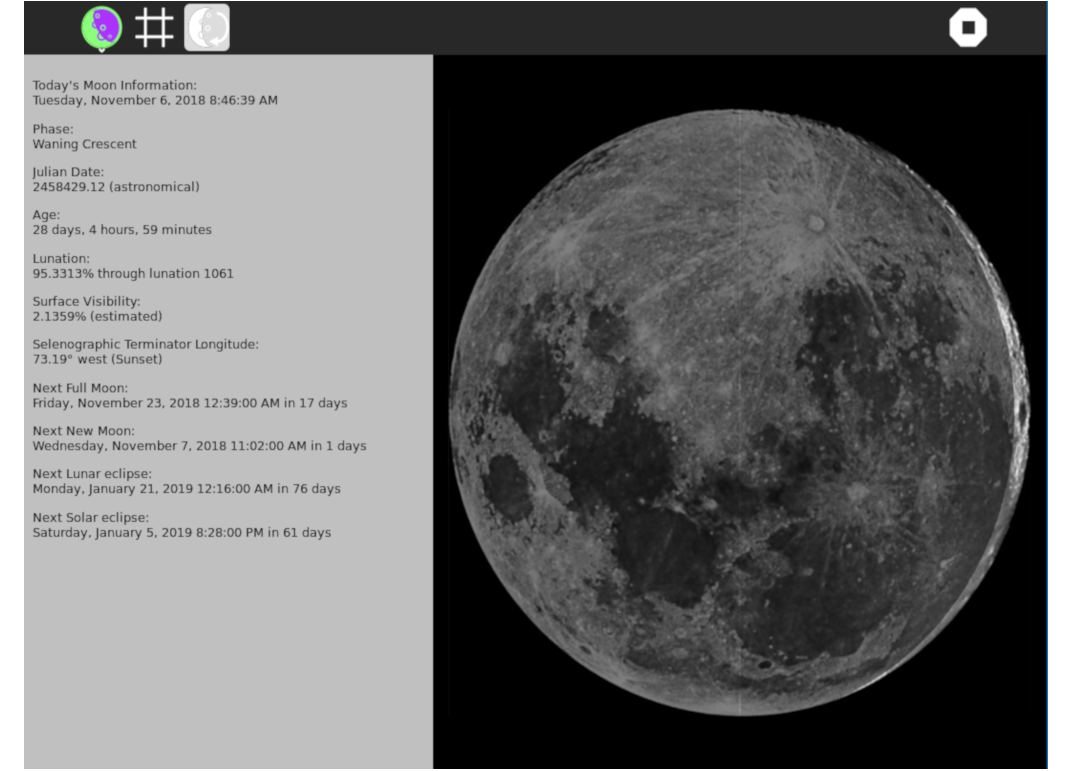 Today's Moon Information:
Tuesday, November 6, 2018 8:46:39 AM
Phase:
Waning Crescent
Julian Date:
2458429.12 (astronomical)
Age:
28 days, 4 hours, 59 minutes
Lunation:
95.3313% through lunation 1061
Surface Visibility:
2.1359% (estimated)
Selenographic Terminator Longitude:
73.19° west (Sunset)
Next Full Moon:
Friday, November 23, 2018 12:39:00 AM in 17 days
Next New Moon:
Wednesday, November 7, 2018 11:02:00 AM in 1 days
Next Lunar eclipse:
Monday, January 21, 2019 12:16:00 AM in 76 days
Next Solar eclipse:
Saturday, January 5, 2019 8:28:00 PM in 61 days